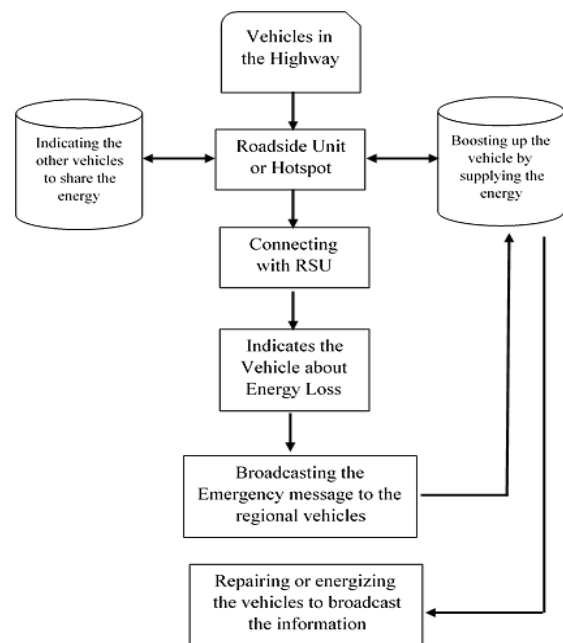 Vehicles in
the Highway
Indicating the
other vehicles
to share the
energy
Roadside Unit
or Hotspot
Boosting up the
vehicle by
supplying the
energy
Connecting
with RSU
Indicates the
Vehicle about
Energy Loss
Broadcasting the
Emergency message to the
regional vehicles
Repairing or energizing
the vehicles to broadcast
the information